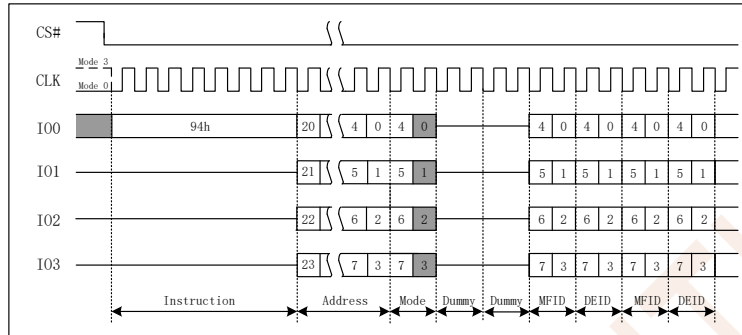 CS#
Mode 3
CLK
Mode 0
IO0 94h 20 4 0 4 0 4 0 4 0 4 0 4 0
IO1 21 5 1 5 1 5 1 5 1 5 1 5 1
IO2 22 6 2 6 2 6 2 6 2 6 2 6 2
IO3 23 7 3 7 3 7 3 7 3 7 3 7 3
Instruction Address Mode Dummy Dummy MFID DEID MFID DEID